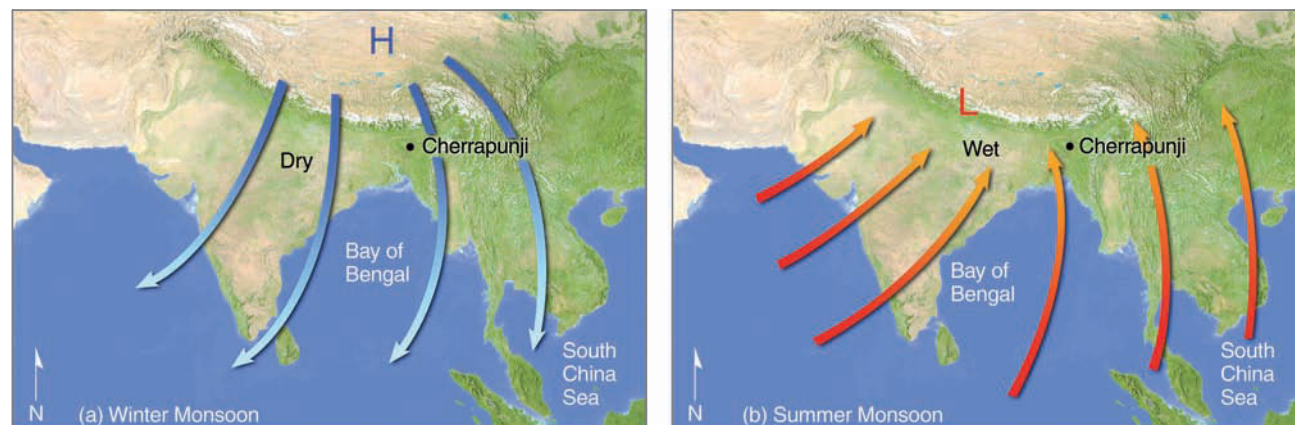 H
Dry
Cherrapunji
Bay of
Bengal
South
China
Sea
N
(a) Winter Monsoon
L
Wet
Cherrapunji
Bay of
Bengal
South
China
Sea
N
(b) Summer Monsoon